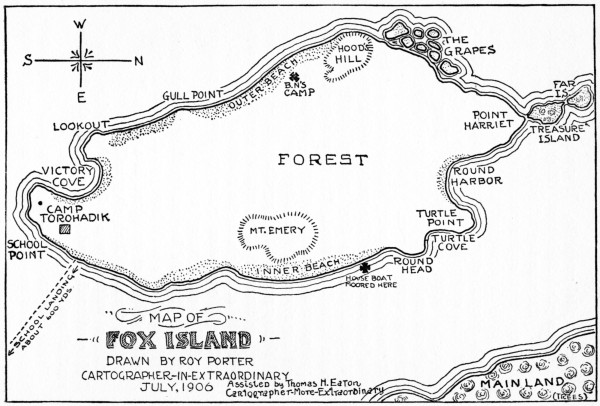 W
S N
E
HOOD'S
HILL
THE
GRAPES
OUTER BEACH
B.N'S
CAMP
GULL POINT
LOOKOUT
FAR
IS.
POINT
HARRIET
TREASURE
ISLAND
FOREST
VICTORY
COVE
ROUND
HARBOR
CAMP
TOROHADIK
TURTLE
POINT
MT. EMERY
TURTLE
COVE
SCHOOL
POINT
INNER BEACH
ROUND
HEAD
HOUSE BOAT
MOORED HERE
SCHOOL LANDING
ABOUT 600 YDS.
MAP OF
FOX ISLAND
DRAWN BY ROY PORTER
CARTOGRAPHER-IN-EXTRAORDINARY
JULY, 1906
Assisted by Thomas H. Eaton
Cartographer-More-Extraordinary
MAINLAND
(TREES)